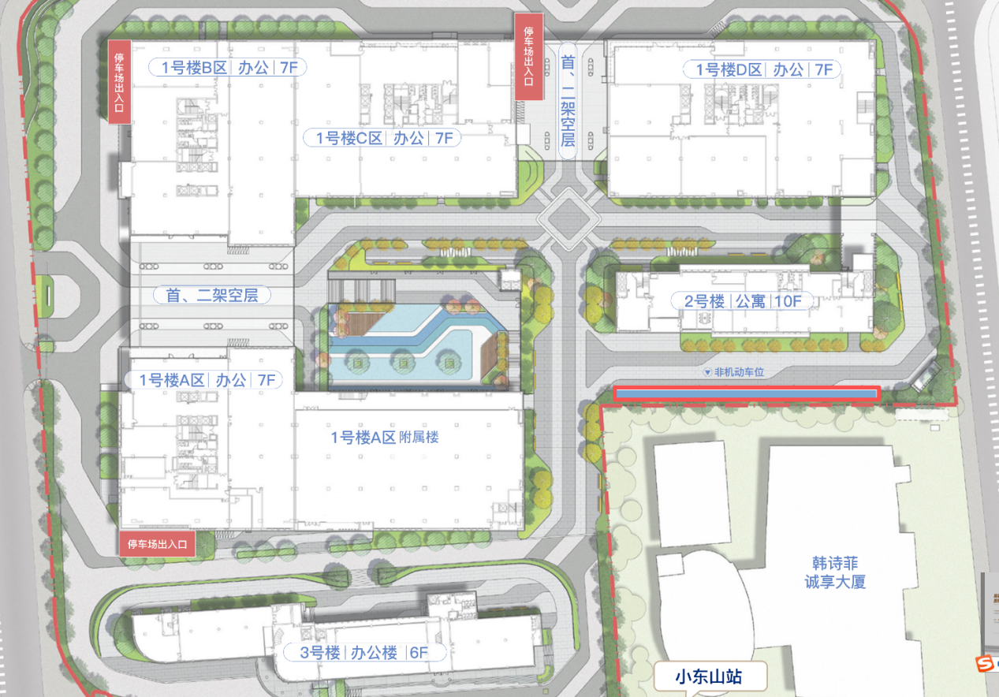 停车场出入口
停车场出入口
1号楼B区 办公 7F
首、二架空层
1号楼D区 办公 7F
1号楼C区 办公 7F
首、二架空层
2号楼 公寓 10F
非机动车位
1号楼A区 办公 7F
1号楼A区 附属楼
停车场出入口
韩诗菲
诚享大厦
3号楼 办公楼 6F
小东山站
S